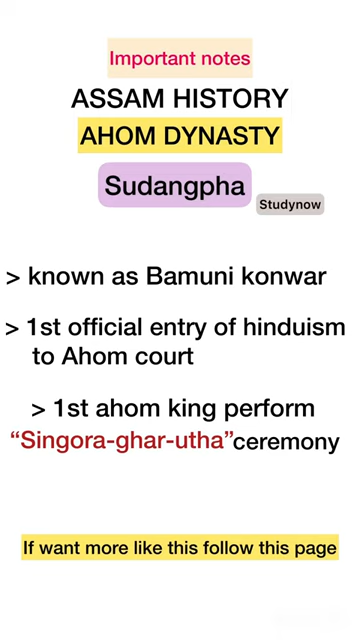 Important notes
ASSAM HISTORY
AHOM DYNASTY
Sudangpha
Studynow
> known as Bamuni konwar
> 1st official entry of hinduism
to Ahom court
> 1st ahom king perform
“Singora-ghar-utha” ceremony
If want more like this follow this page